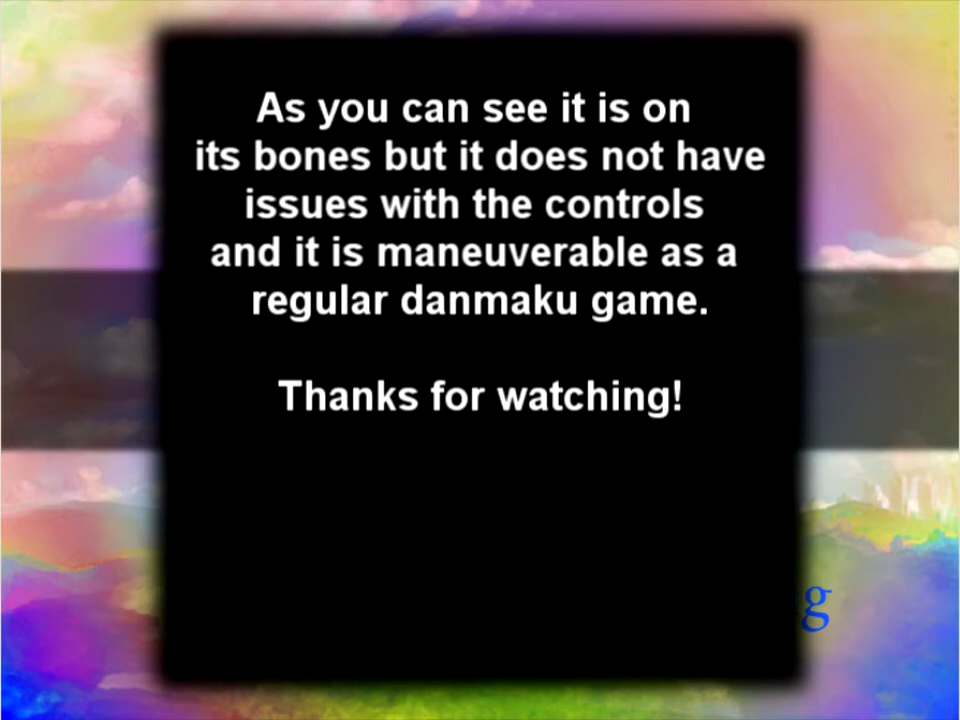 As you can see it is on
its bones but it does not have
issues with the controls
and it is maneuverable as a
regular danmaku game.
Thanks for watching!
g